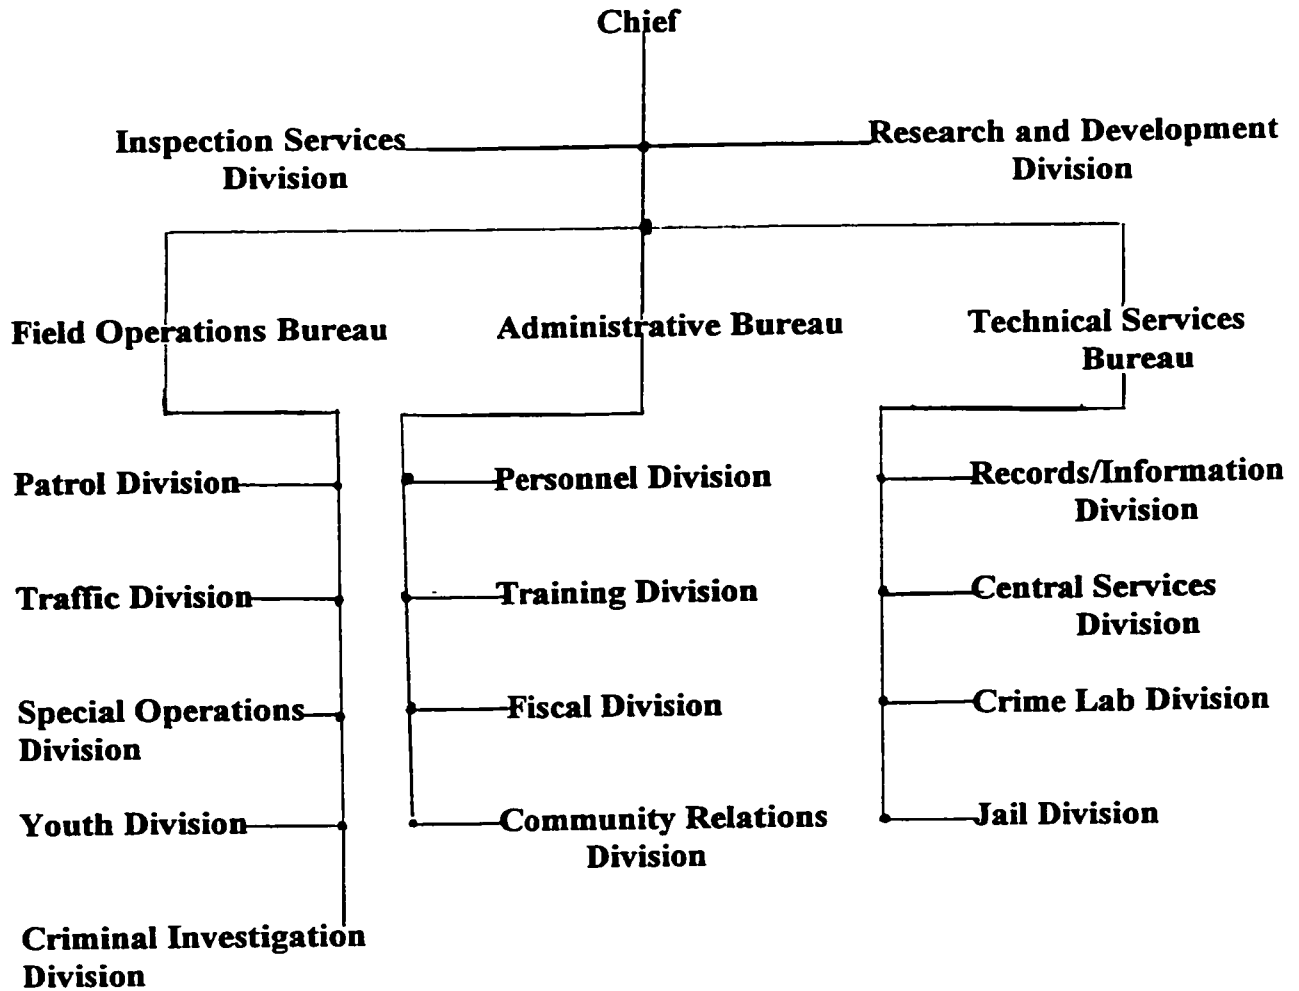 Chief
Inspection Services
Division
Research and Development
Division
Field Operations Bureau
Administrative Bureau
Technical Services
Bureau
Patrol Division
Traffic Division
Special Operations
Division
Youth Division
Criminal Investigation
Division
Personnel Division
Training Division
Fiscal Division
Community Relations
Division
Records/Information
Division
Central Services
Division
Crime Lab Division
Jail Division